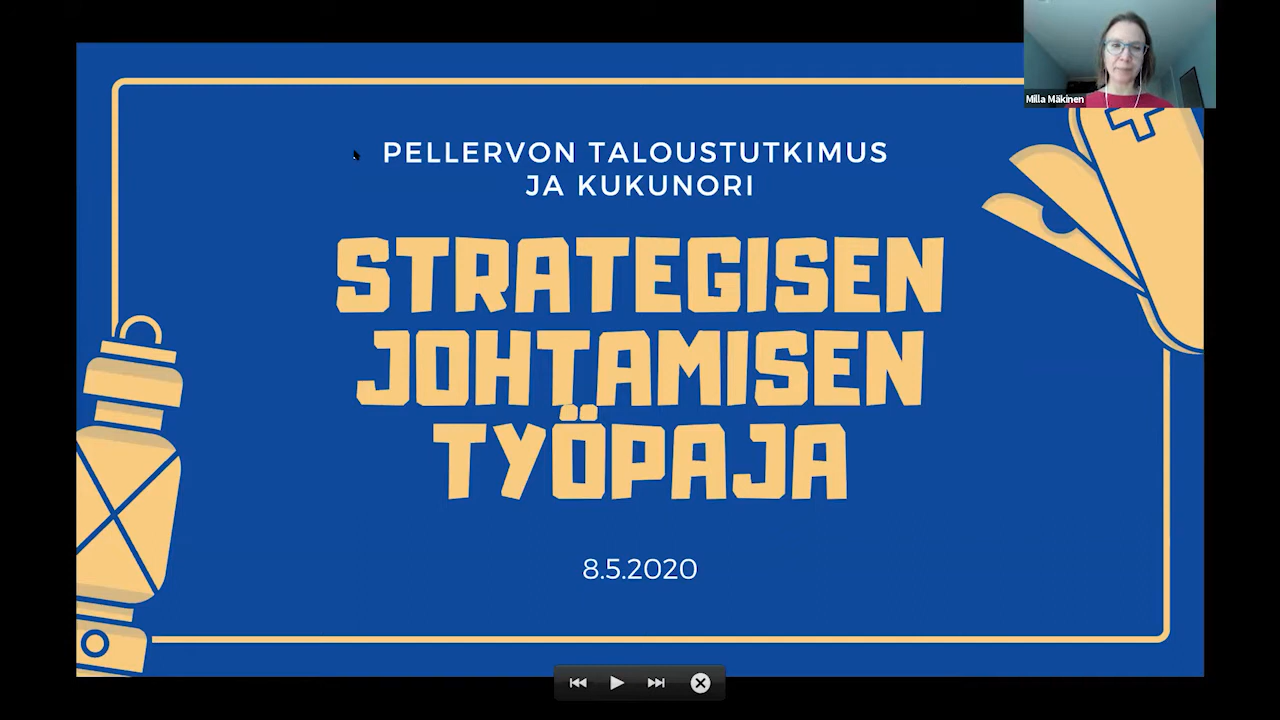 Milla Mäkinen
PELLERVON TALOUSTUTKIMUS
JA KUKUNORI
STRATEGISEN
JOHTAMISEN
TYÖPAJA
8.5.2020